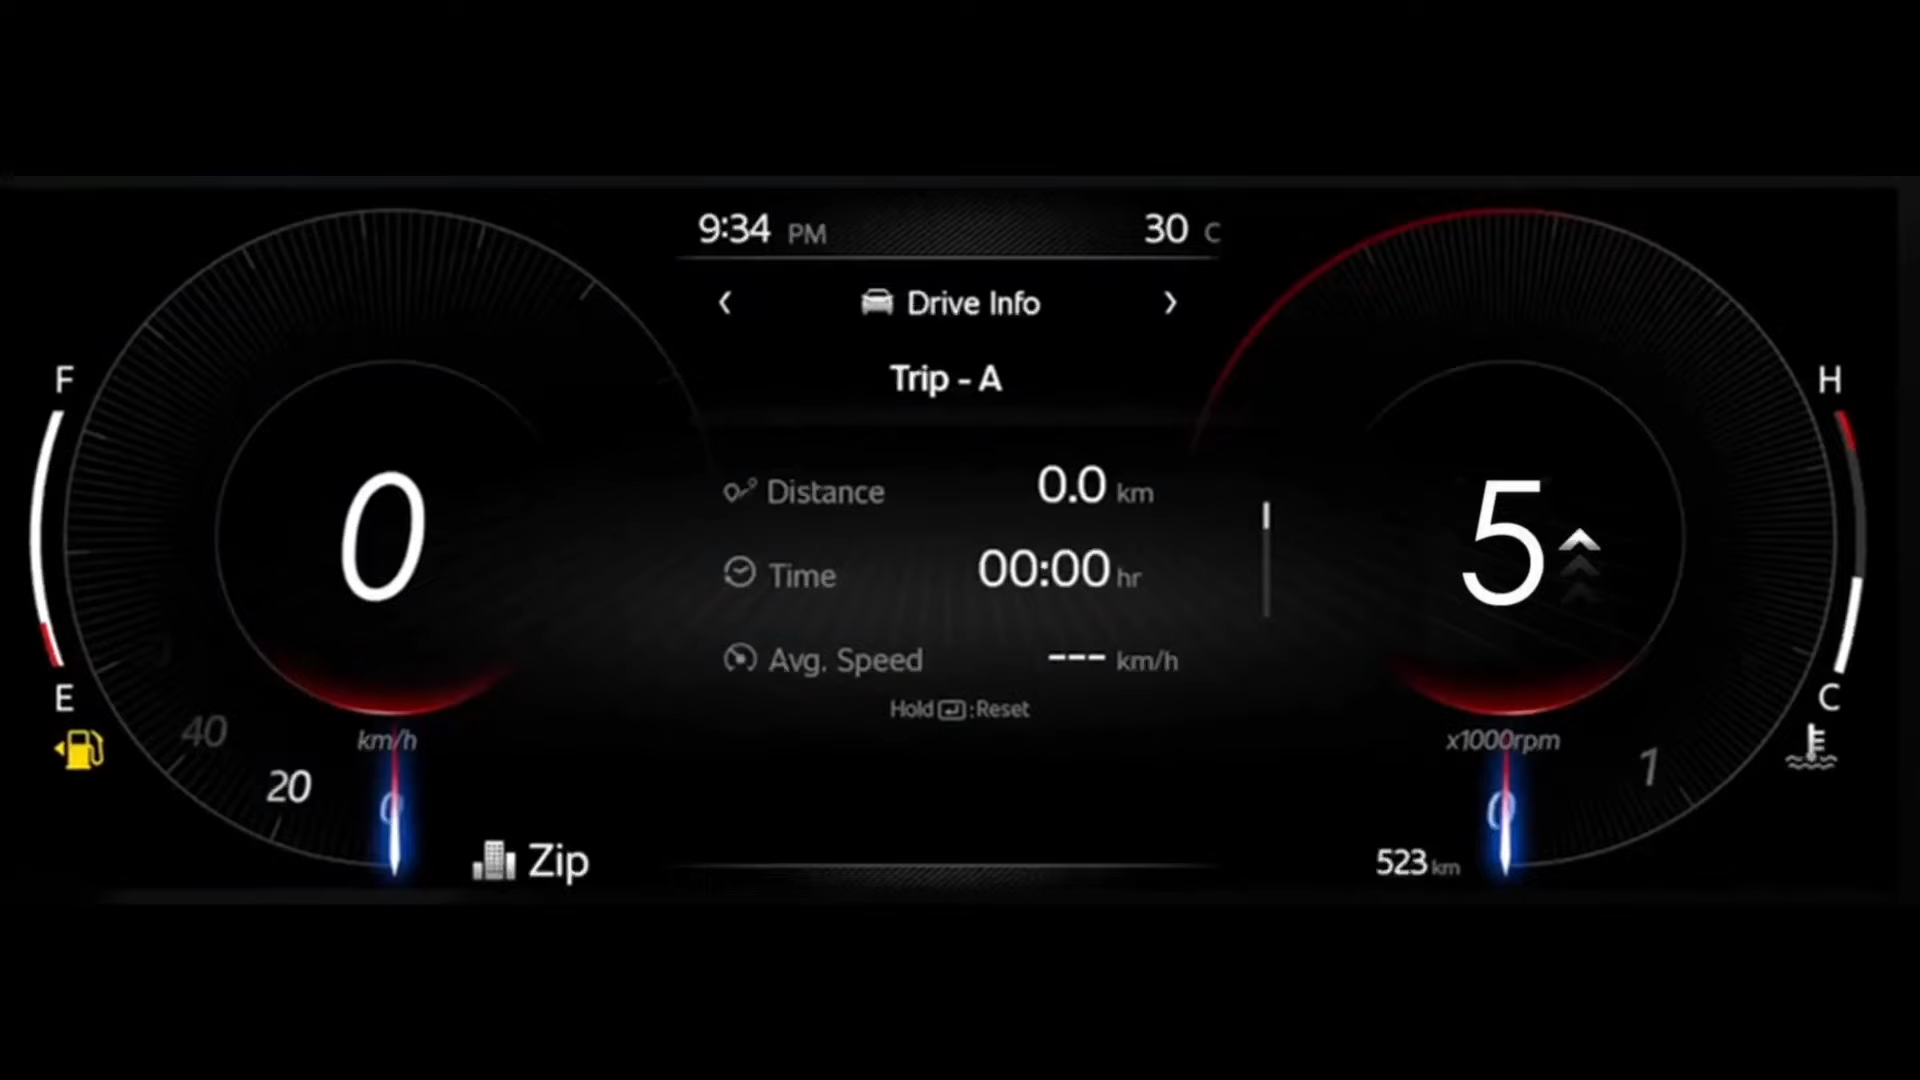 9:34 PM
30 C
‹ Drive Info ›
Trip - A
F
E
0
km/h
40
20
0
Distance 0.0 km
Time 00:00 hr
Avg. Speed --- km/h
Hold :Reset
Zip
5
x1000rpm
0
1
523 km
H
C